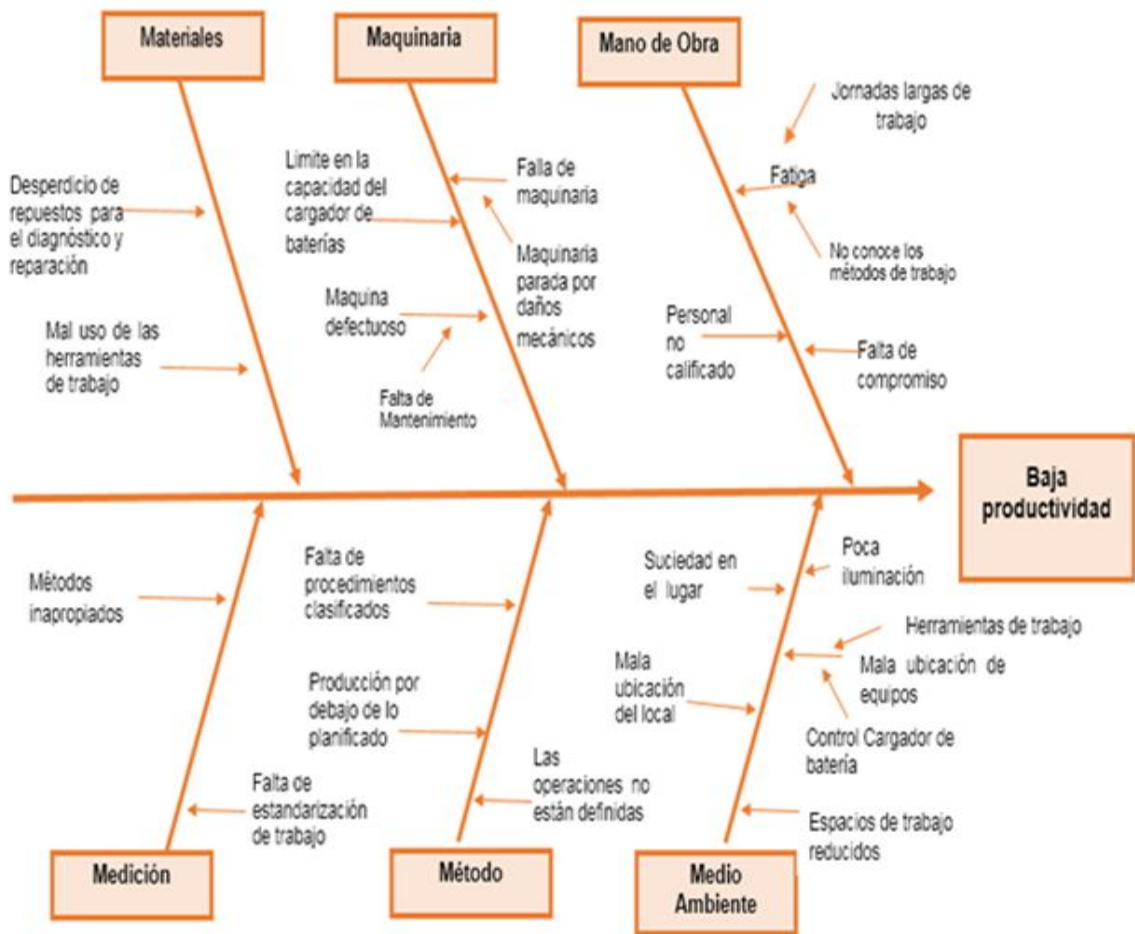 Materiales
Maquinaria
Mano de Obra
Desperdicio de
repuestos para
el diagnóstico y
reparación
Mal uso de las
herramientas
de trabajo
Limite en la
capacidad del
cargador de
baterías
Falla de
maquinaria
Maquinaria
parada por
daños
mecánicos
Maquina
defectuoso
Falta de
Mantenimiento
Jornadas largas de
trabajo
Fatiga
No conoce los
métodos de trabajo
Personal
no
calificado
Falta de
compromiso
Baja
productividad
Métodos
inapropiados
Falta de
estandarización
de trabajo
Medición
Falta de
procedimientos
clasificados
Producción por
debajo de lo
planificado
Las
operaciones no
están definidas
Método
Suciedad en
el lugar
Poca
iluminación
Herramientas de trabajo
Mala ubicación de
equipos
Mala
ubicación
del local
Control Cargador de
batería
Espacios de trabajo
reducidos
Medio
Ambiente